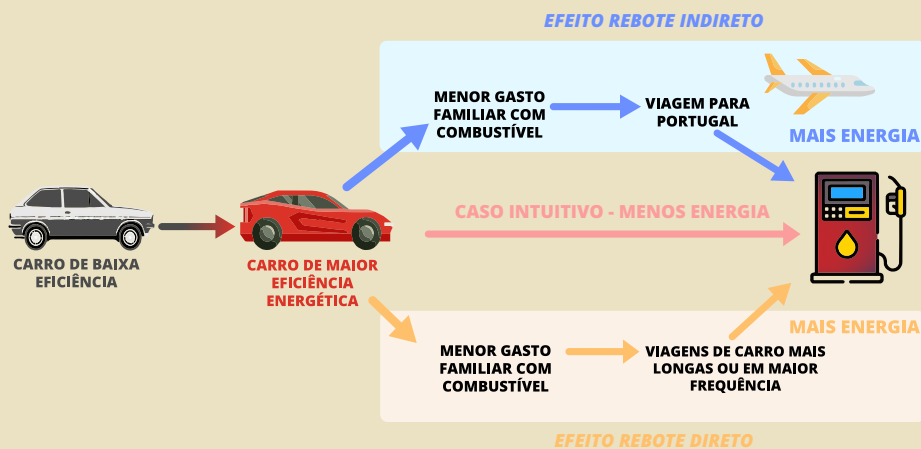 EFEITO REBOTE INDIRETO
MENOR GASTO
FAMILIAR COM
COMBUSTÍVEL
VIAGEM PARA
PORTUGAL
MAIS ENERGIA
CASO INTUITIVO - MENOS ENERGIA
CARRO DE BAIXA
EFICIÊNCIA
CARRO DE MAIOR
EFICIÊNCIA
ENERGÉTICA
MAIS ENERGIA
MENOR GASTO
FAMILIAR COM
COMBUSTÍVEL
VIAGENS DE CARRO MAIS
LONGAS OU EM MAIOR
FREQUÊNCIA
EFEITO REBOTE DIRETO